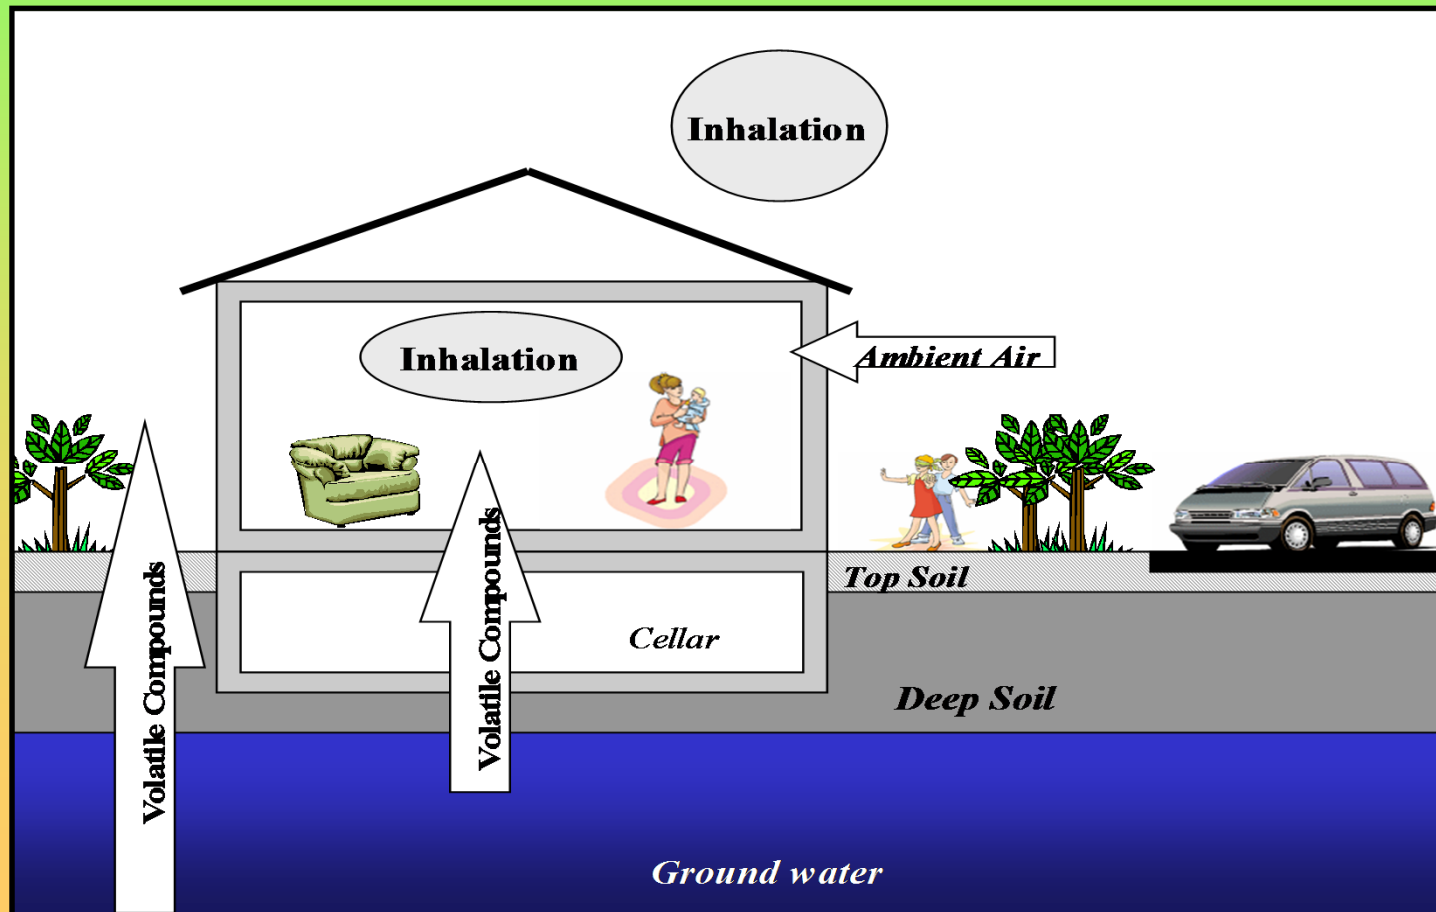 Inhalation
Inhalation
Ambient Air
Volatile Compounds
Volatile Compounds
Top Soil
Cellar
Deep Soil
Ground water